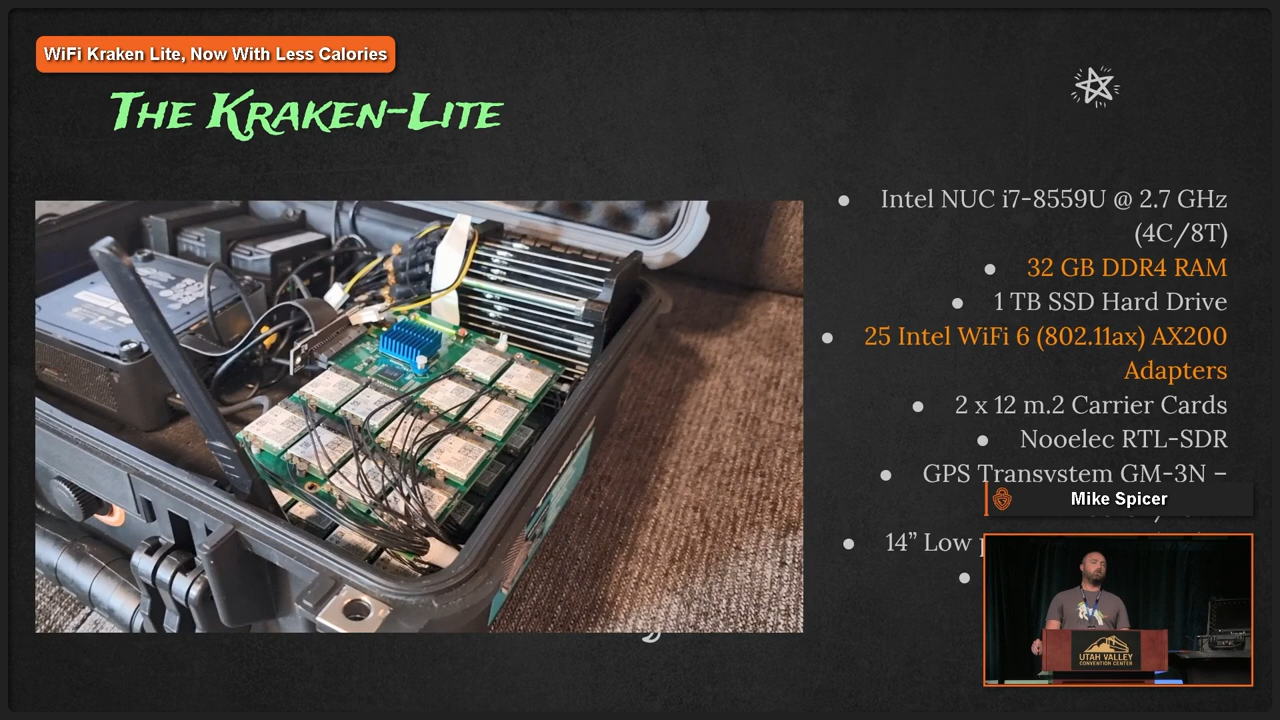 WiFi Kraken Lite, Now With Less Calories
The Kraken-Lite
Intel NUC i7-8559U @ 2.7 GHz
(4C/8T)
32 GB DDR4 RAM
1 TB SSD Hard Drive
25 Intel WiFi 6 (802.11ax) AX200
Adapters
2 x 12 m.2 Carrier Cards
Nooelec RTL-SDR
GPS Transystem GM-3N –
Mike Spicer
14” Low
UTAH VALLEY
CONVENTION CENTER